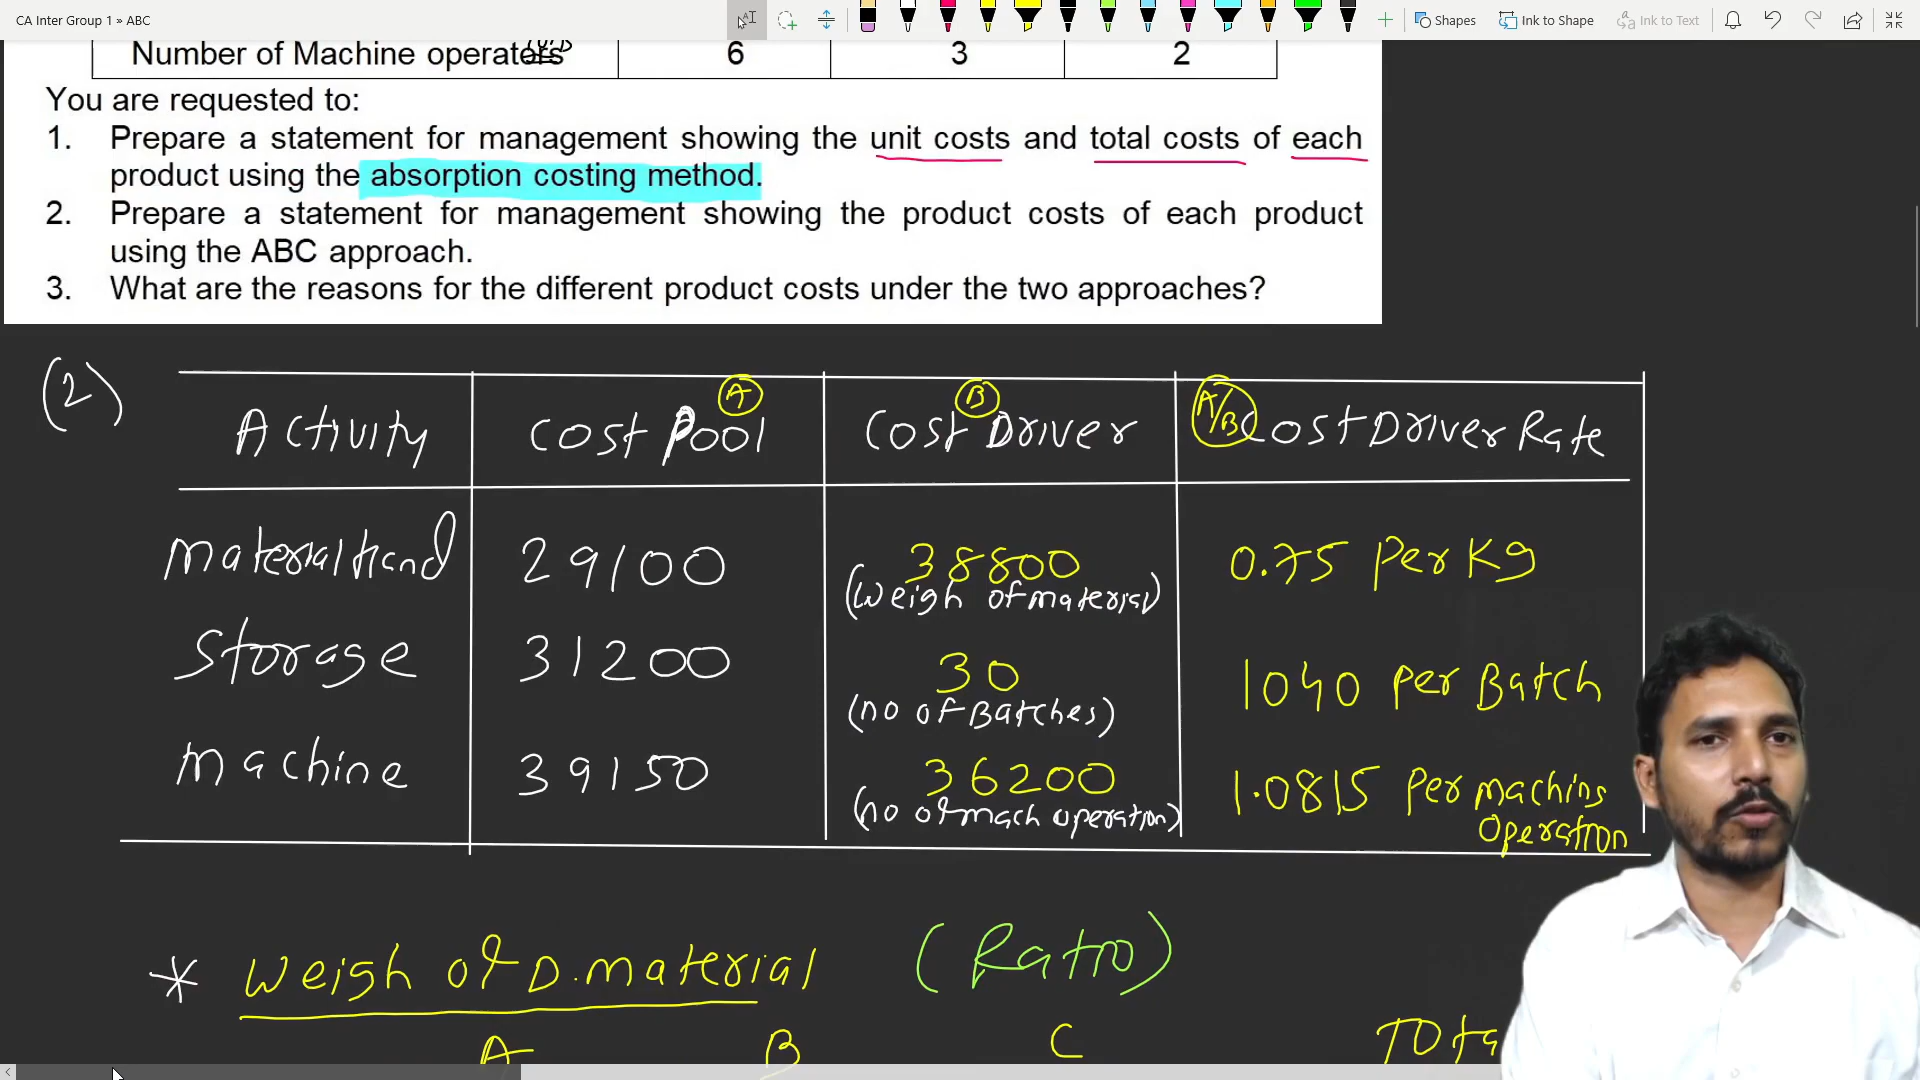 CA Inter Group 1 » ABC
Shapes
Ink to Shape
Ink to Text
Number of Machine operators 6 3 2
You are requested to:
1. Prepare a statement for management showing the unit costs and total costs of each
product using the absorption costing method.
2. Prepare a statement for management showing the product costs of each product
using the ABC approach.
3. What are the reasons for the different product costs under the two approaches?
(2)
A B A/B
Activity Cost Pool Cost Driver Cost Driver Rate
Material Hand 29100 38800 0.75 Per Kg
(Weigh of material)
Storage 31200 30 1040 Per Batch
(no of Batches)
machine 39150 36200 1.0815 Per machins
(no of mach operation) Operation
* Weigh of D.material (Ratio)
A B C Tota